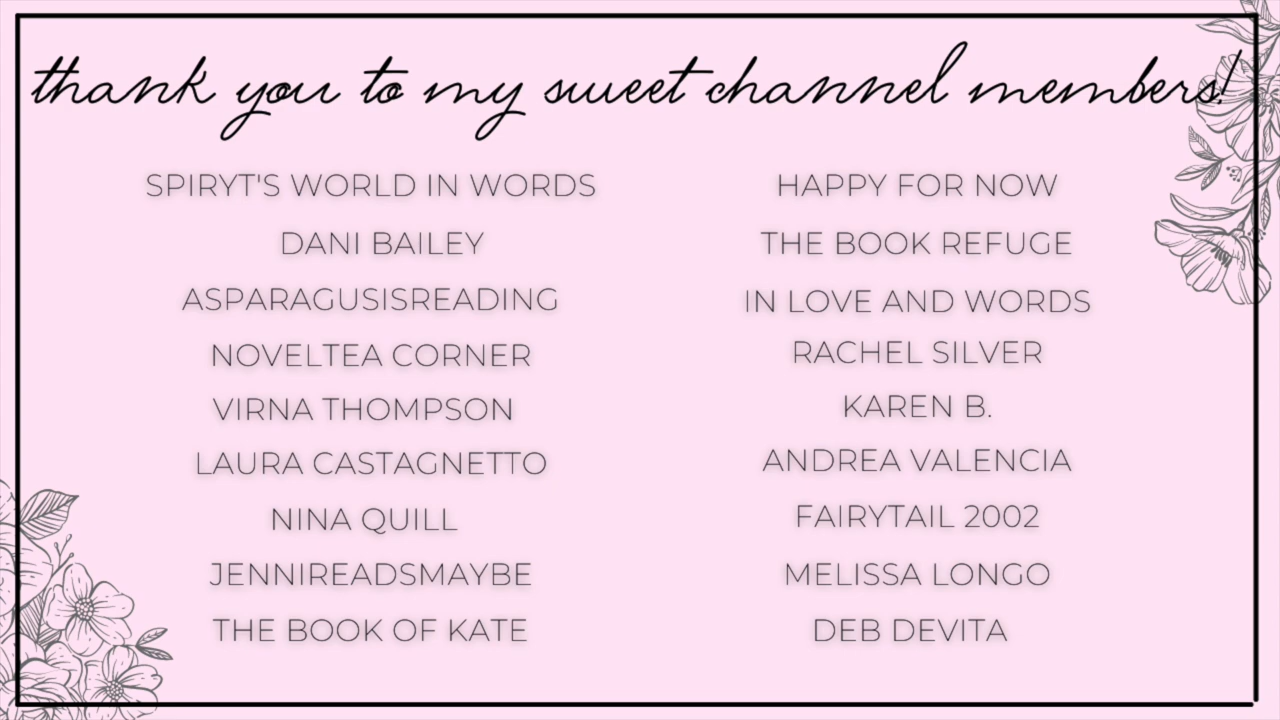 thank you to my sweet channel members!
SPIRYT'S WORLD IN WORDS
DANI BAILEY
ASPARAGUSISREADING
NOVELTEA CORNER
VIRNA THOMPSON
LAURA CASTAGNETTO
NINA QUILL
JENNIREADSMAYBE
THE BOOK OF KATE
HAPPY FOR NOW
THE BOOK REFUGE
IN LOVE AND WORDS
RACHEL SILVER
KAREN B.
ANDREA VALENCIA
FAIRYTAIL 2002
MELISSA LONGO
DEB DEVITA